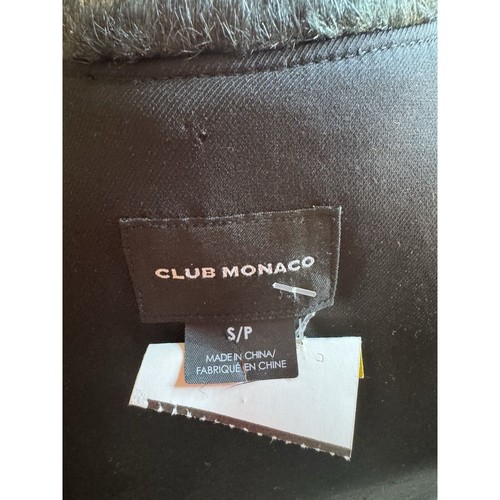 CLUB MONACO
S/P
MADE IN CHINA/
FABRIQUÉ EN CHINE